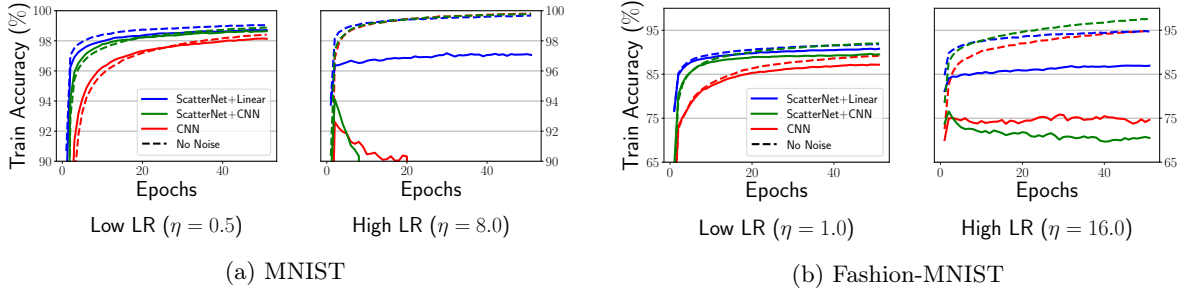 Train Accuracy (%)
100
98
96
94
92
90
0
20
40
ScatterNet+Linear
ScatterNet+CNN
CNN
No Noise
Epochs
Low LR (η = 0.5)
100
98
96
94
92
90
0
20
40
Epochs
High LR (η = 8.0)
(a) MNIST
Train Accuracy (%)
95
85
75
65
0
20
40
ScatterNet+Linear
ScatterNet+CNN
CNN
No Noise
Epochs
Low LR (η = 1.0)
95
85
75
65
0
20
40
Epochs
High LR (η = 16.0)
(b) Fashion-MNIST